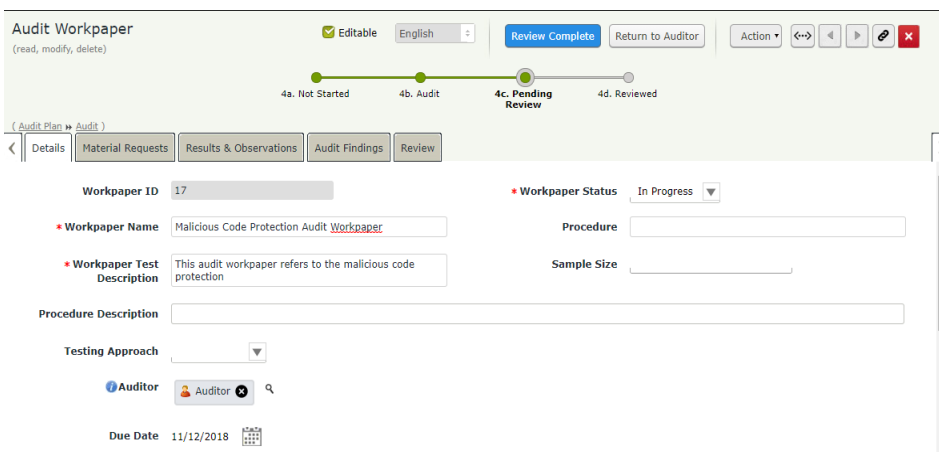 Audit Workpaper
(read, modify, delete)
Editable
English
Review Complete
Return to Auditor
Action
4a. Not Started
4b. Audit
4c. Pending
Review
4d. Reviewed
( Audit Plan » Audit )
Details
Material Requests
Results & Observations
Audit Findings
Review
Workpaper ID 17
* Workpaper Status In Progress
* Workpaper Name Malicious Code Protection Audit Workpaper
Procedure
* Workpaper Test
Description
This audit workpaper refers to the malicious code
protection
Sample Size
Procedure Description
Testing Approach
Auditor Auditor
Due Date 11/12/2018